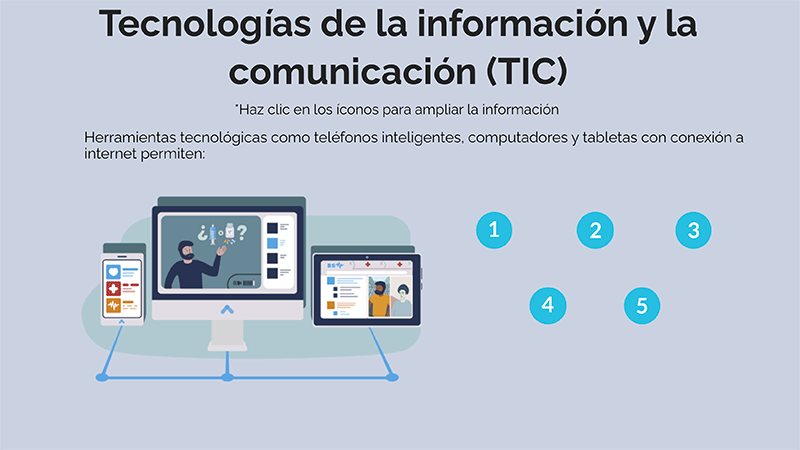 Tecnologías de la información y la
comunicación (TIC)
*Haz clic en los íconos para ampliar la información
Herramientas tecnológicas como teléfonos inteligentes, computadores y tabletas con conexión a
internet permiten:
¿ o ?
1 2 3
4 5